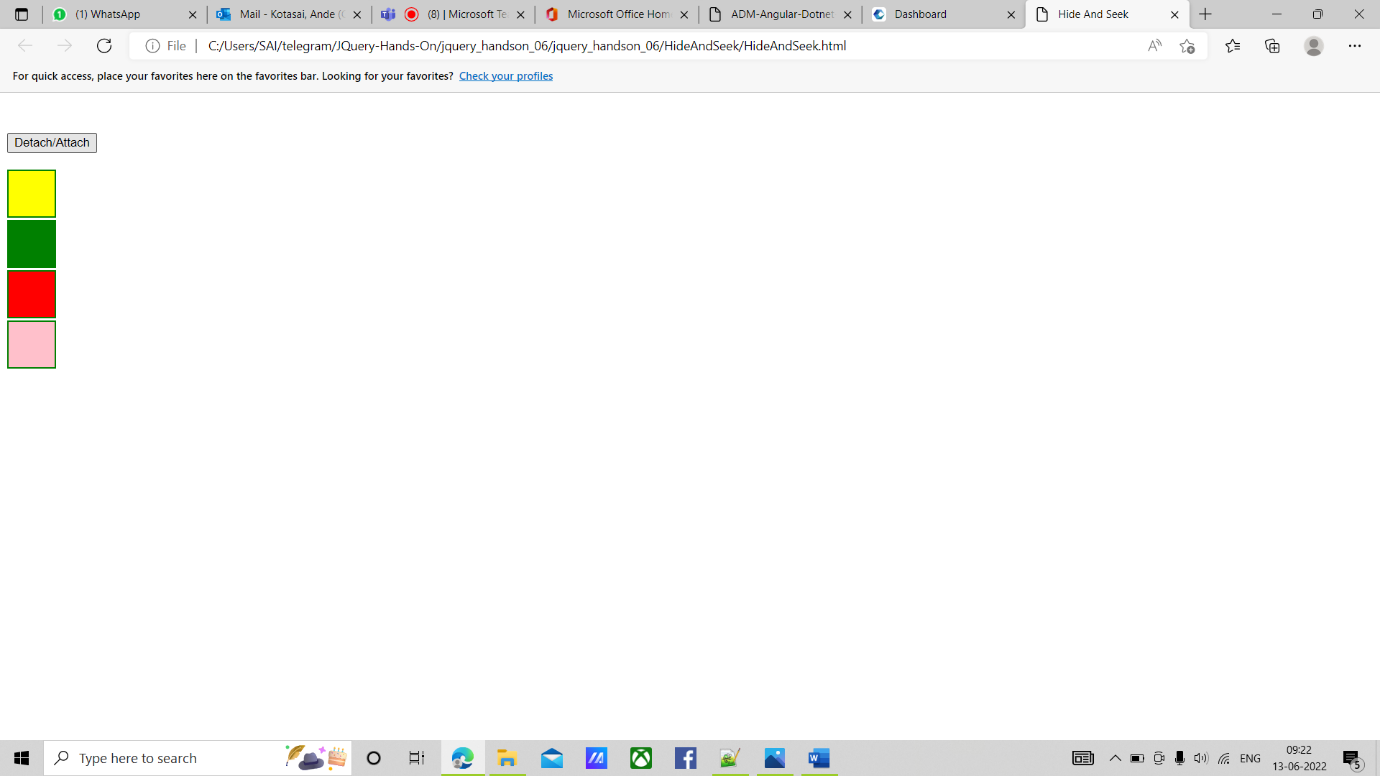 (1) WhatsApp
Mail - Kotasai, Ande (
(8) | Microsoft Te
Microsoft Office Hom
ADM-Angular-Dotnet
Dashboard
Hide And Seek
File
C:/Users/SAI/telegram/JQuery-Hands-On/jquery_handson_06/jquery_handson_06/HideAndSeek/HideAndSeek.html
For quick access, place your favorites here on the favorites bar. Looking for your favorites? Check your profiles
Detach/Attach
Type here to search
ENG
09:22
13-06-2022
5